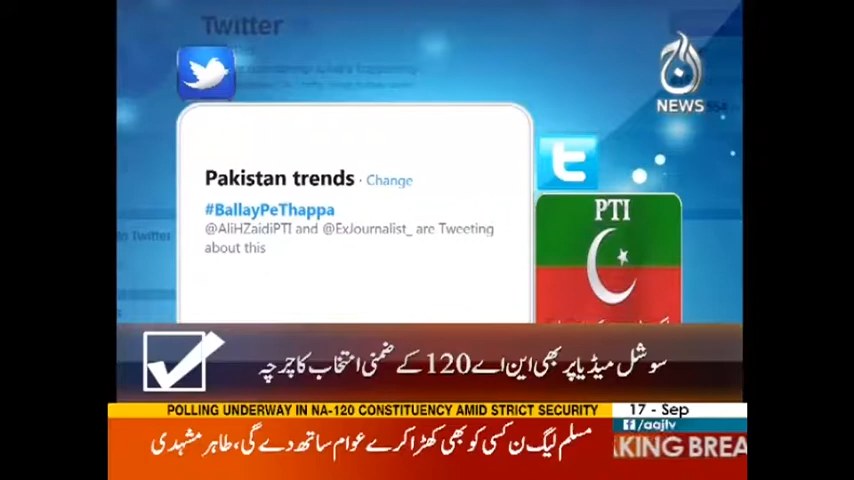 Twitter
NEWS
Pakistan trends · Change
#BallayPeThappa
@AliHZaidiPTI and @ExJournalist_ are Tweeting
about this
PTI
سوشل میڈیا پر بھی این اے 120 کے ضمنی انتخاب کا چرچہ
POLLING UNDERWAY IN NA-120 CONSTITUENCY AMID STRICT SECURITY
17 - Sep
/aajtv
مسلم لیگ ن کسی کو بھی کھڑا کرے عوام ساتھ دے گی، طاہر مشہدی
AKING BREA